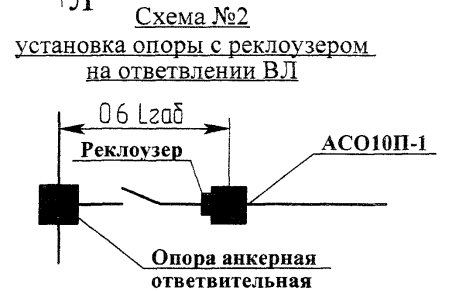 Л
Схема №2
установка опоры с реклоузером
на ответвлении ВЛ
0 6 Lгаб
Реклоузер
АСО10П-1
Опора анкерная
ответвительная